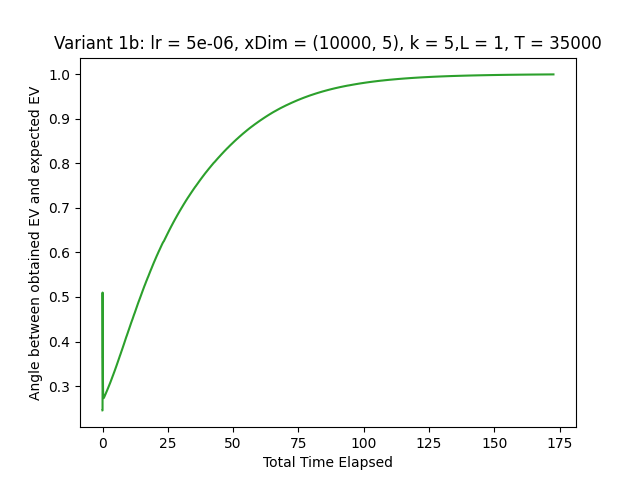 Variant 1b: lr = 5e-06, xDim = (10000, 5), k = 5,L = 1, T = 35000
Angle between obtained EV and expected EV
1.0
0.9
0.8
0.7
0.6
0.5
0.4
0.3
0 25 50 75 100 125 150 175
Total Time Elapsed